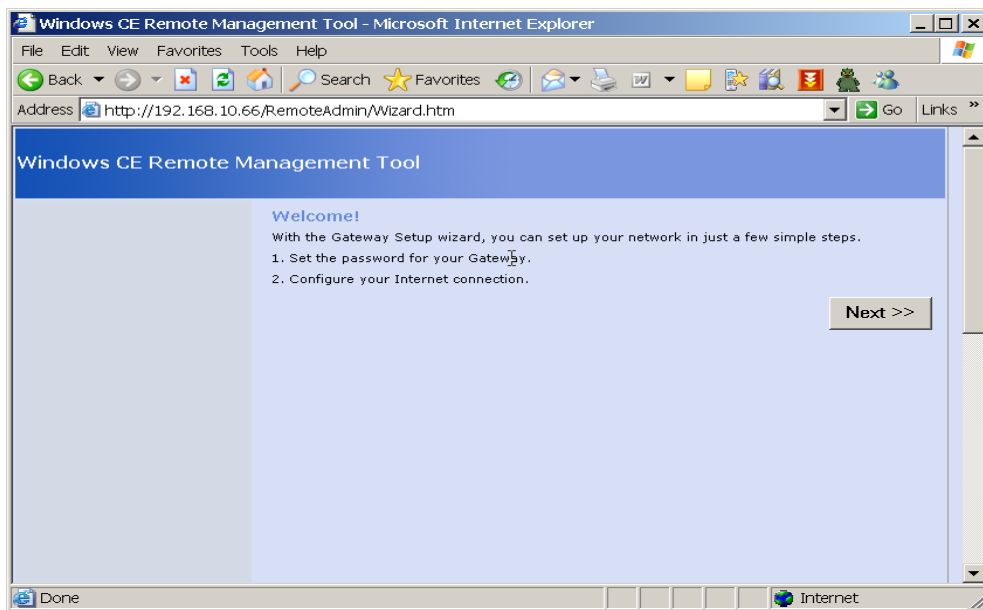 Windows CE Remote Management Tool - Microsoft Internet Explorer
File Edit View Favorites Tools Help
Back Search Favorites
Address http://192.168.10.66/RemoteAdmin/Wizard.htm Go Links »
Windows CE Remote Management Tool
Welcome!
With the Gateway Setup wizard, you can set up your network in just a few simple steps.
1. Set the password for your Gateway.
2. Configure your Internet connection.
Next >>
Done Internet